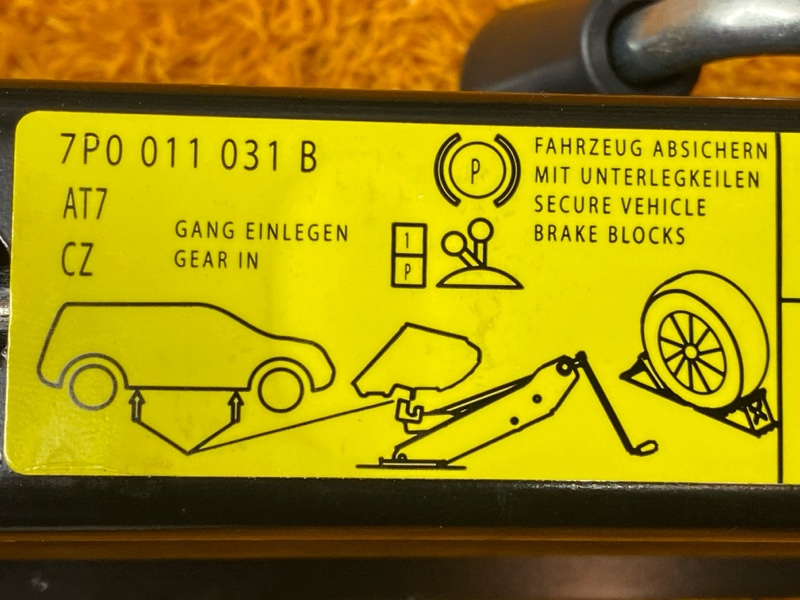 7P0 011 031 B
AT7
CZ
GANG EINLEGEN
GEAR IN
P
1
P
FAHRZEUG ABSICHERN
MIT UNTERLEGKEILEN
SECURE VEHICLE
BRAKE BLOCKS